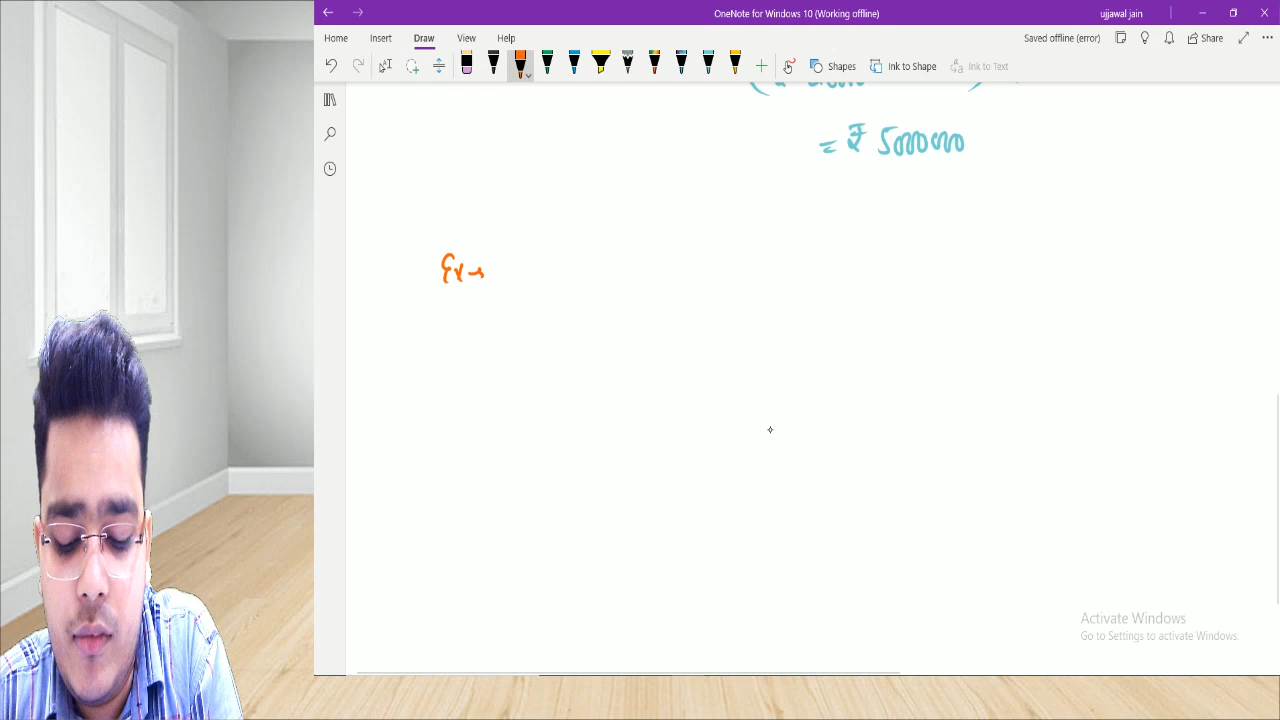 OneNote for Windows 10 (Working offline)
ujjawal jain
Home Insert Draw View Help
Saved offline (error)
Share
Shapes
Ink to Shape
Ink to Text
= ₹ 5000000
Ex →
Activate Windows
Go to Settings to activate Windows.